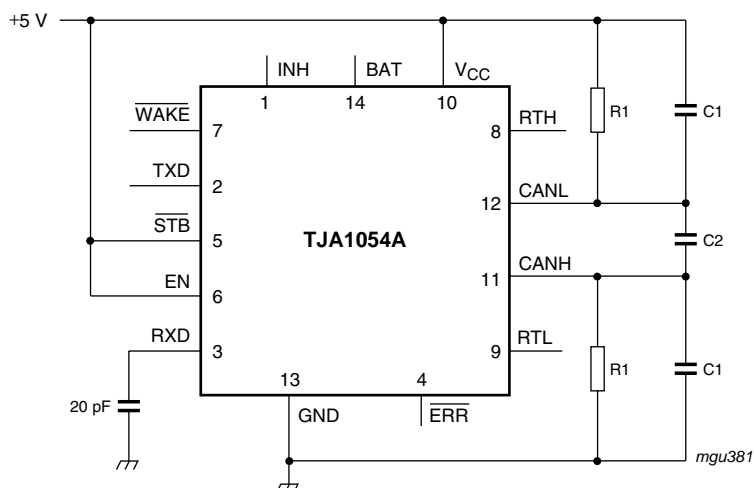 +5 V
INH
BAT
VCC
1
14
10
WAKE
7
8
RTH
R1
C1
TXD
2
12
CANL
STB
5
TJA1054A
C2
EN
6
11
CANH
RXD
3
9
RTL
R1
C1
20 pF
13
4
GND
ERR
mgu381